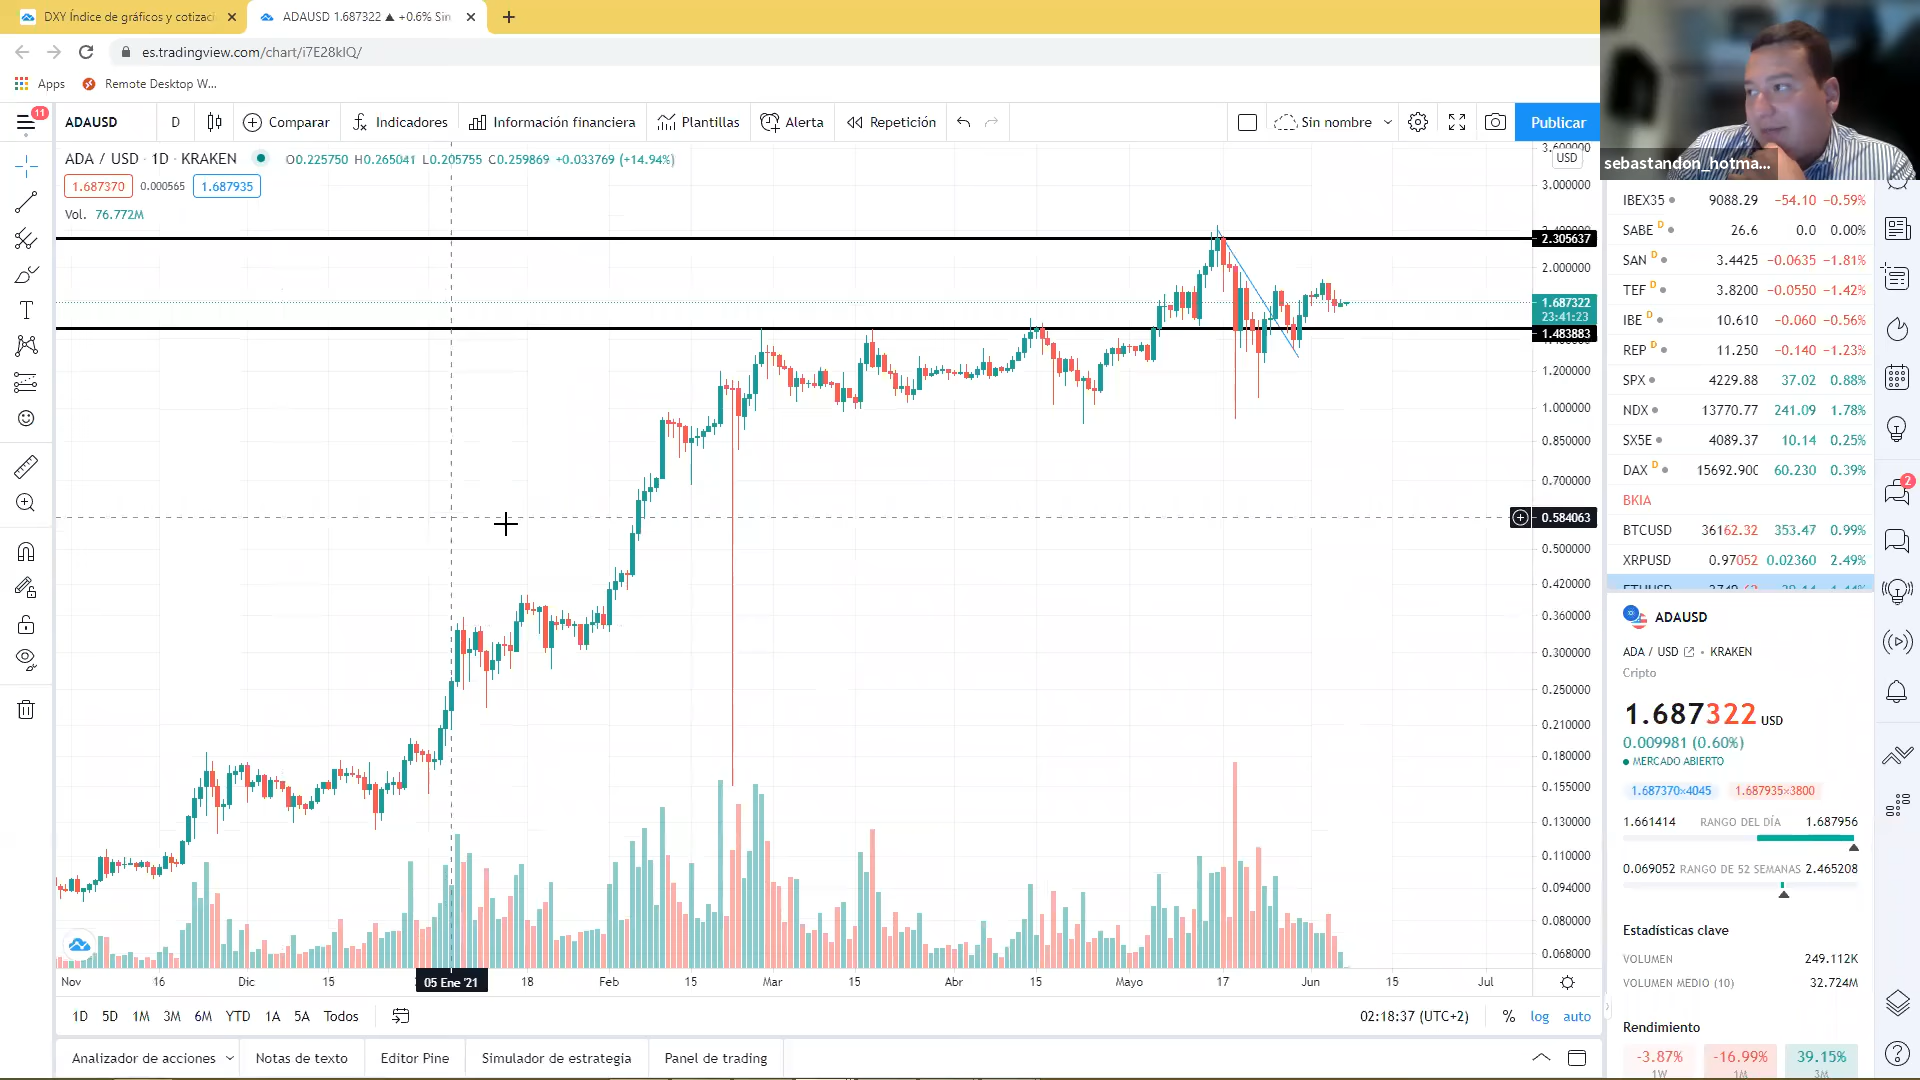 DXY Índice de gráficos y cotizaci
ADAUSD 1.687322 ▲ +0.6% Sin
es.tradingview.com/chart/i7E28kIQ/
Apps
Remote Desktop W...
11
ADAUSD
D
Comparar
Indicadores
Información financiera
Plantillas
Alerta
Repetición
Sin nombre
Publicar
sebastandon_hotma...
ADA / USD · 1D · KRAKEN
O0.225750 H0.265041 L0.205755 C0.259869 +0.033769 (+14.94%)
1.687370
0.000565
1.687935
Vol. 76.772M
USD
3.000000
2.305637
2.000000
1.687322
23:41:23
1.483883
1.200000
1.000000
0.850000
0.700000
0.584063
0.500000
0.420000
0.360000
0.300000
0.250000
0.210000
0.180000
0.155000
0.130000
0.110000
0.094000
0.080000
0.068000
Nov
16
Dic
15
05 Ene '21
18
Feb
15
Mar
15
Abr
15
Mayo
17
Jun
15
Jul
1D 5D 1M 3M 6M YTD 1A 5A Todos
02:18:37 (UTC+2)
%
log
auto
Analizador de acciones
Notas de texto
Editor Pine
Simulador de estrategia
Panel de trading
IBEX35 9088.29 −54.10 −0.59%
SABE D 26.6 0.0 0.00%
SAN D 3.4425 −0.0635 −1.81%
TEF D 3.8200 −0.0550 −1.42%
IBE 10.610 −0.060 −0.56%
REP D 11.250 −0.140 −1.23%
SPX 4229.88 37.02 0.88%
NDX 13770.77 241.09 1.78%
SX5E 4089.37 10.14 0.25%
DAX D 15692.90 60.230 0.39%
BKIA
BTCUSD 36162.32 353.47 0.99%
XRPUSD 0.97052 0.02360 2.49%
2
ADAUSD
ADA / USD • KRAKEN
Cripto
1.687322 USD
0.009981 (0.60%)
MERCADO ABIERTO
1.687370×4045
1.687935×3800
1.661414 RANGO DEL DÍA 1.687956
0.069052 RANGO DE 52 SEMANAS 2.465208
Estadísticas clave
VOLUMEN 249.112K
VOLUMEN MEDIO (10) 32.724M
Rendimiento
-3.87% -16.99% 39.15%
1W 1M 3M